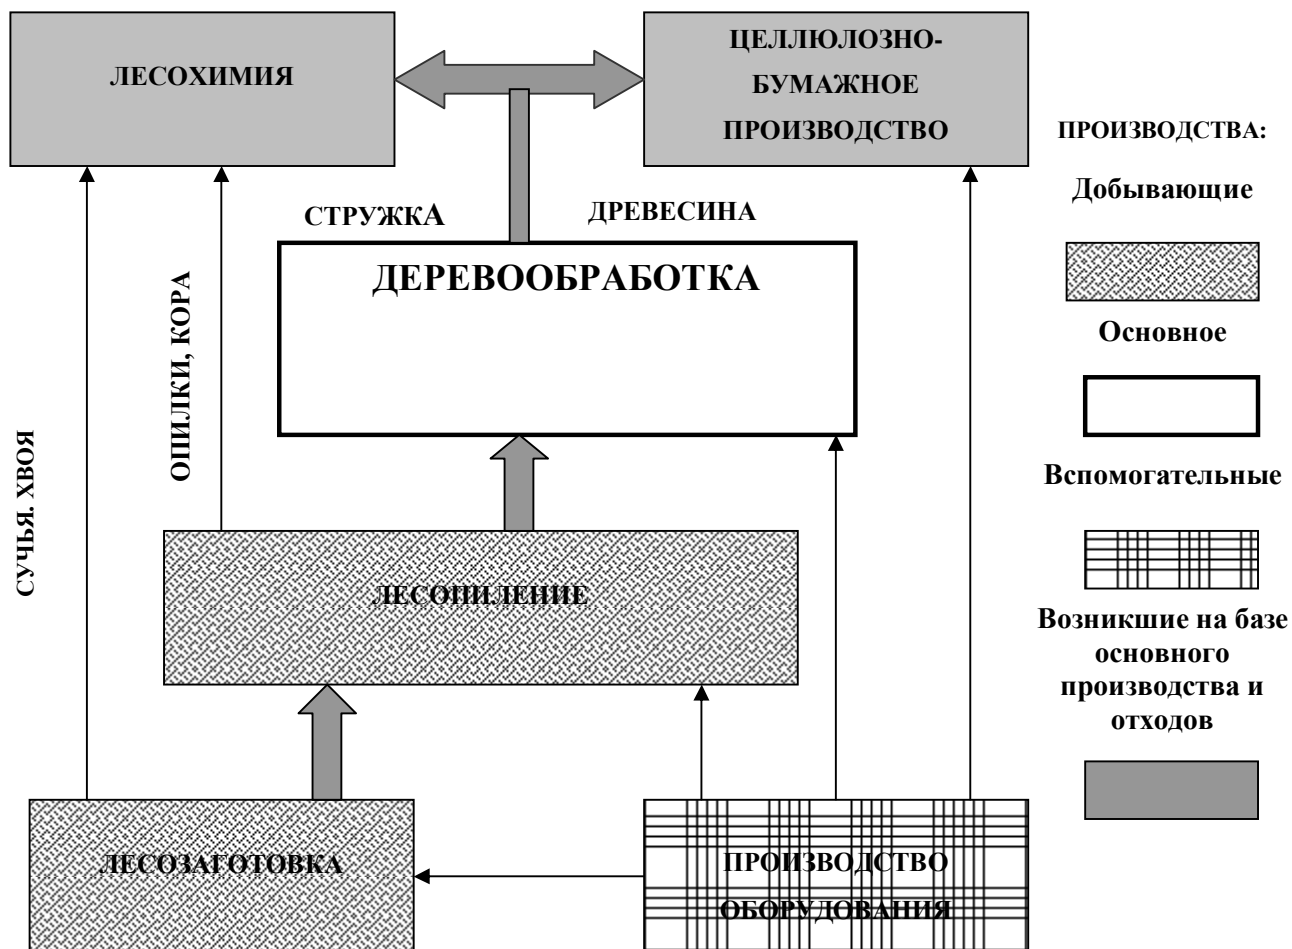 ЛЕСОХИМИЯ
ЦЕЛЛЮЛОЗНО-
БУМАЖНОЕ
ПРОИЗВОДСТВО
СТРУЖКА
ДРЕВЕСИНА
ДЕРЕВООБРАБОТКА
ОПИЛКИ, КОРА
СУЧЬЯ. ХВОЯ
ЛЕСОПИЛЕНИЕ
ЛЕСОЗАГОТОВКА
ПРОИЗВОДСТВО
ОБОРУДОВАНИЯ
ПРОИЗВОДСТВА:
Добывающие
Основное
Вспомогательные
Возникшие на базе
основного
производства и
отходов